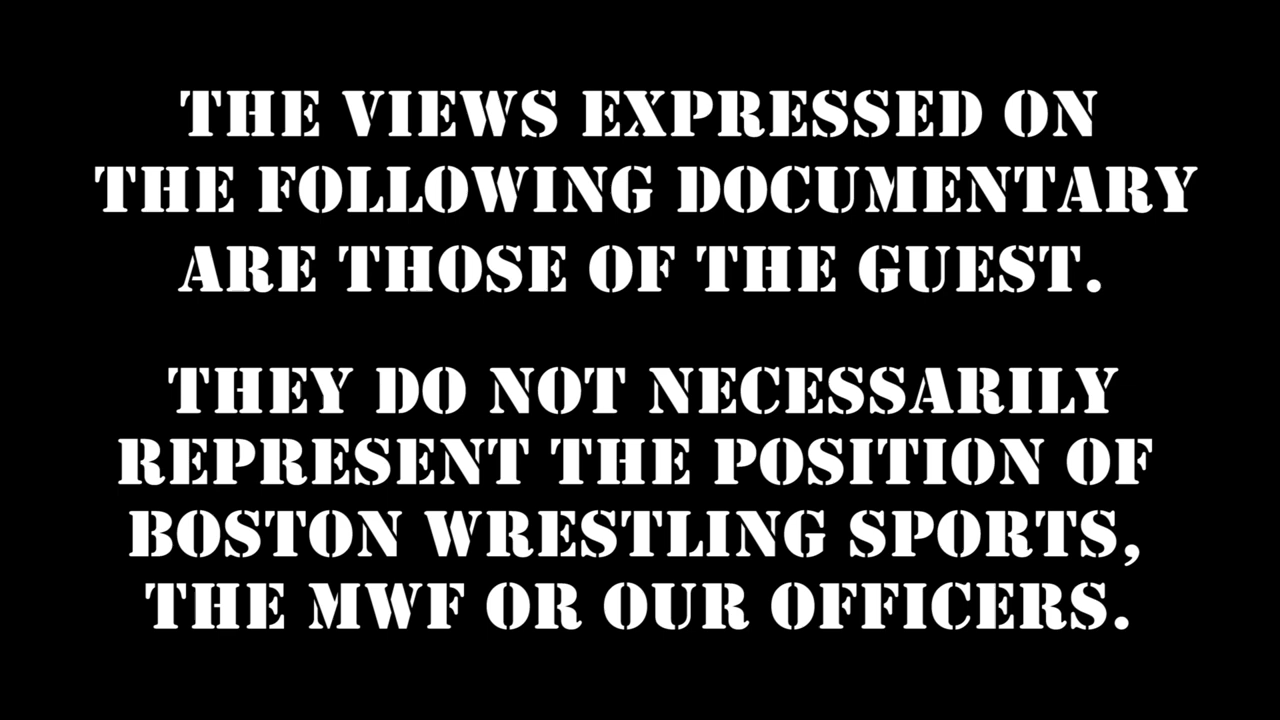 THE VIEWS EXPRESSED ON
THE FOLLOWING DOCUMENTARY
ARE THOSE OF THE GUEST.
THEY DO NOT NECESSARILY
REPRESENT THE POSITION OF
BOSTON WRESTLING SPORTS,
THE MWF OR OUR OFFICERS.